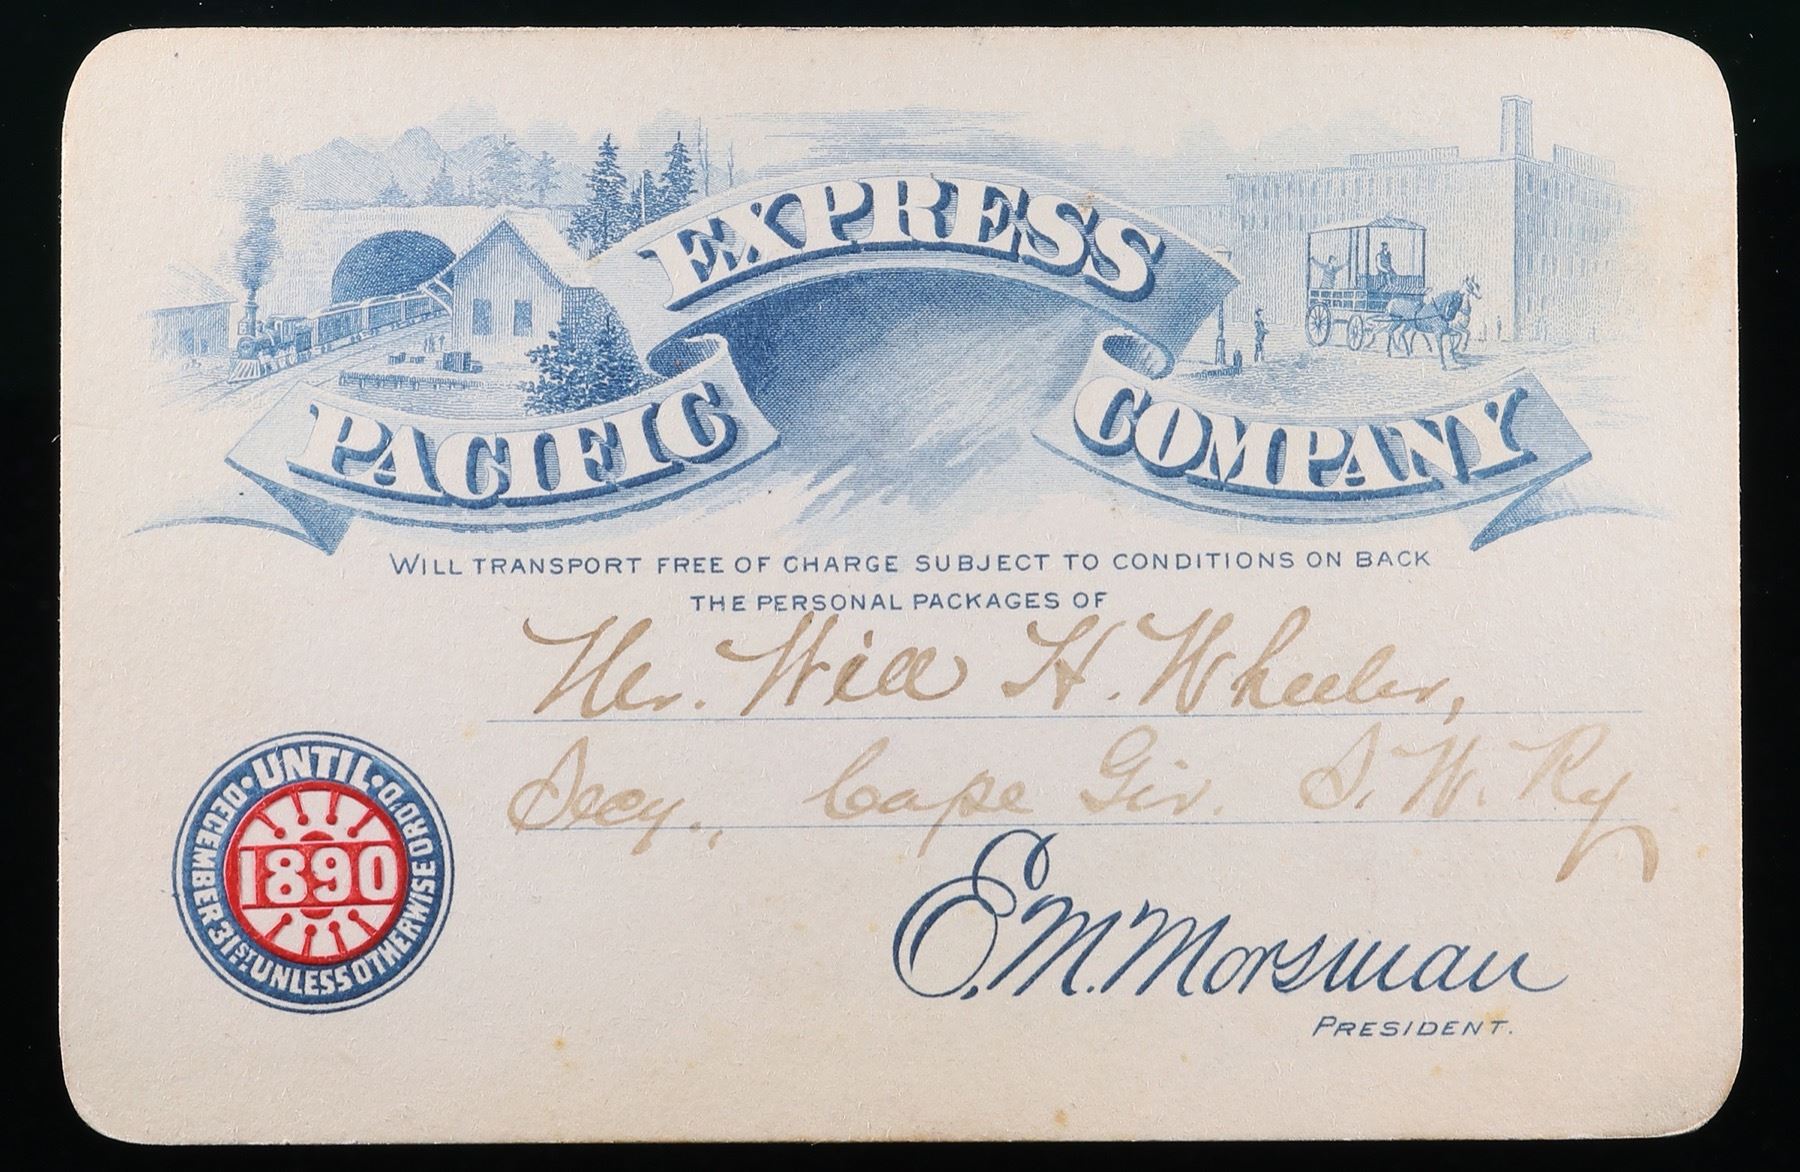 PACIFIC EXPRESS COMPANY
WILL TRANSPORT FREE OF CHARGE SUBJECT TO CONDITIONS ON BACK
THE PERSONAL PACKAGES OF
Mr. Will H. Wheeler,
Secy., Cape Gir. S.W. Ry
UNTIL · DECEMBER 31ST. UNLESS OTHERWISE ORD'D ·
1890
E.M. Morsman
PRESIDENT.